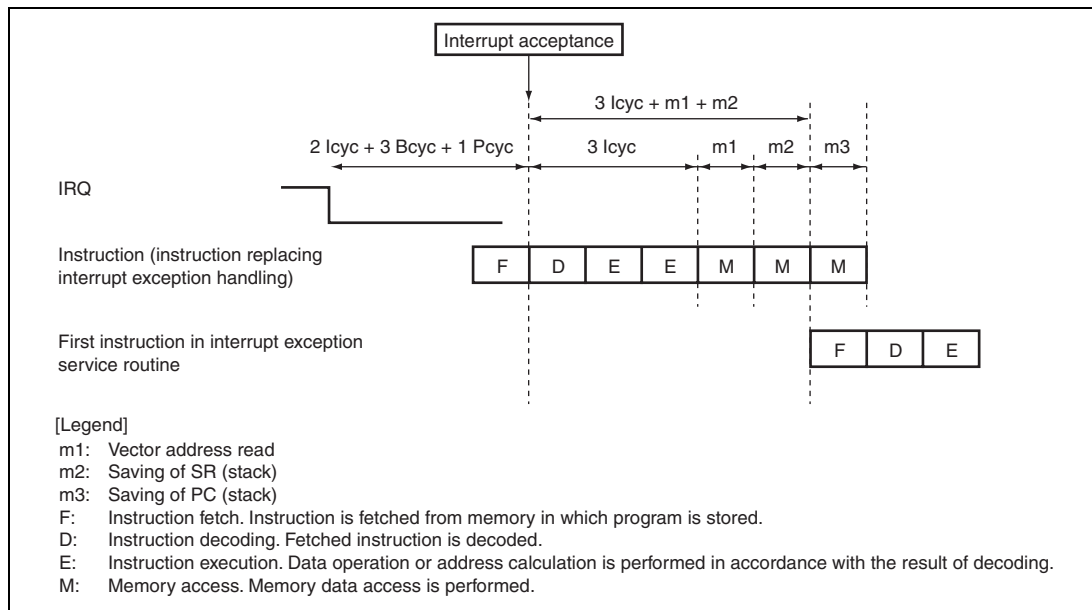 Interrupt acceptance
3 Icyc + m1 + m2
2 Icyc + 3 Bcyc + 1 Pcyc
3 Icyc
m1
m2
m3
IRQ
Instruction (instruction replacing
interrupt exception handling)
F D E E M M M
First instruction in interrupt exception
service routine
F D E
[Legend]
m1: Vector address read
m2: Saving of SR (stack)
m3: Saving of PC (stack)
F: Instruction fetch. Instruction is fetched from memory in which program is stored.
D: Instruction decoding. Fetched instruction is decoded.
E: Instruction execution. Data operation or address calculation is performed in accordance with the result of decoding.
M: Memory access. Memory data access is performed.